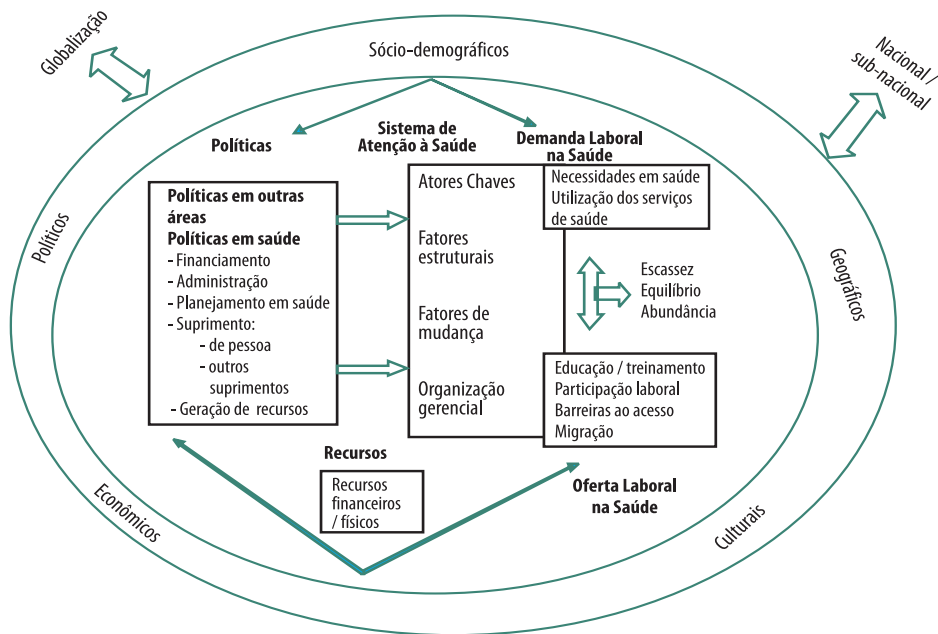 Globalização
Sócio-demográficos
Nacional /
sub-nacional
Políticos
Geográficos
Econômicos
Culturais
Políticas
Sistema de
Atenção à Saúde
Demanda Laboral
na Saúde
Políticas em outras
áreas
Políticas em saúde
- Financiamento
- Administração
- Planejamento em saúde
- Suprimento:
- de pessoa
- outros
suprimentos
- Geração de recursos
Atores Chaves
Fatores
estruturais
Fatores de
mudança
Organização
gerencial
Necessidades em saúde
Utilização dos serviços
de saúde
Escassez
Equilíbrio
Abundância
Educação / treinamento
Participação laboral
Barreiras ao acesso
Migração
Recursos
Recursos
financeiros
/ físicos
Oferta Laboral
na Saúde